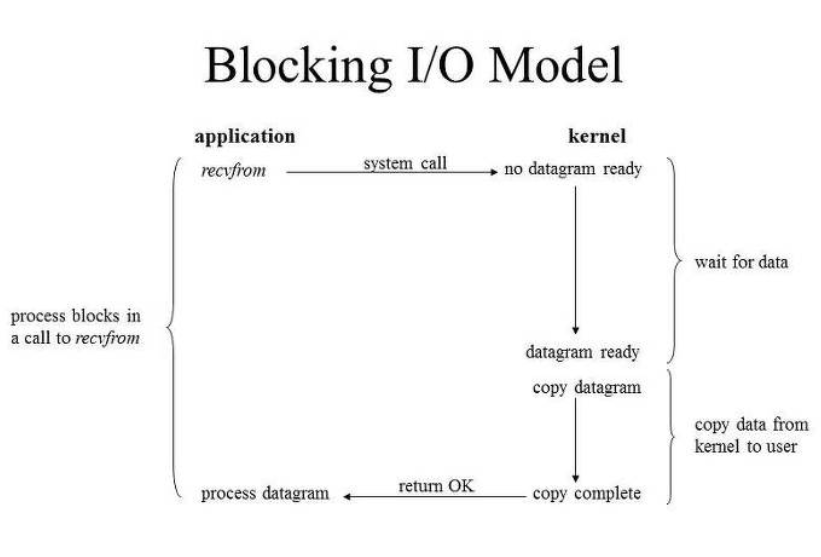 Blocking I/O Model
application
kernel
recvfrom
system call
no datagram ready
wait for data
process blocks in
a call to recvfrom
datagram ready
copy datagram
copy data from
kernel to user
process datagram
return OK
copy complete